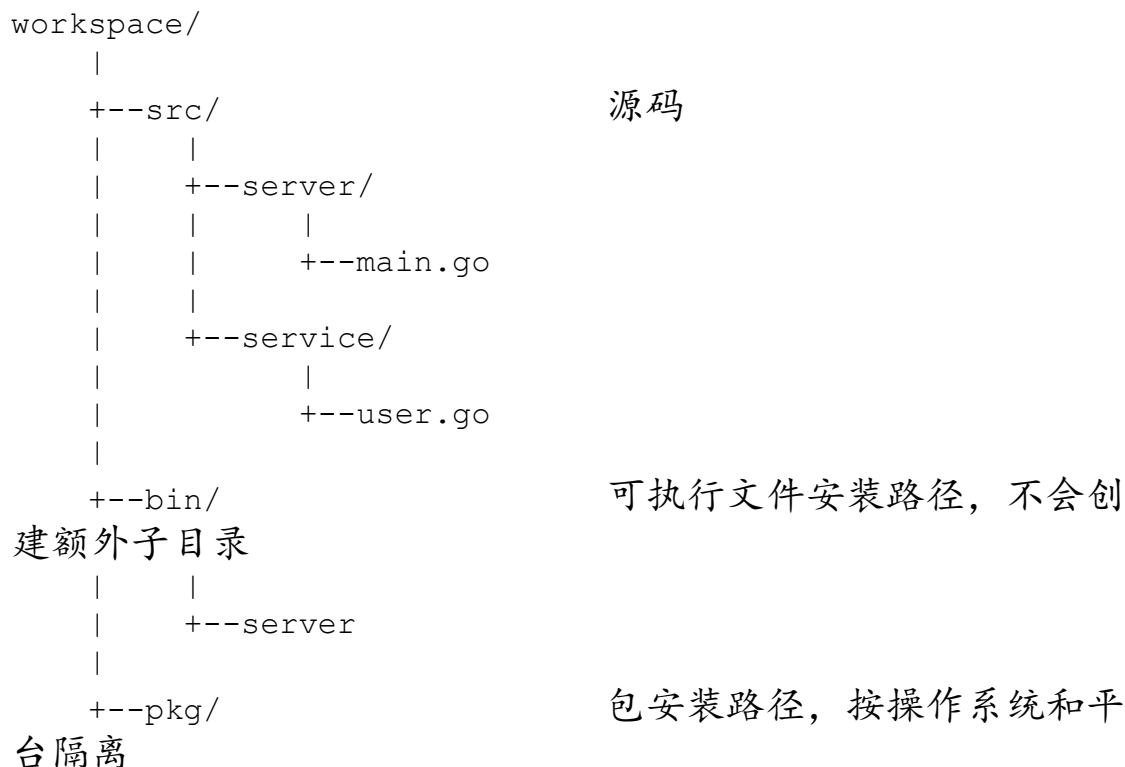 workspace/
    |
    +--src/                     源码
    |    |
    |    +--server/
    |    |     |
    |    |     +--main.go
    |    |
    |    +--service/
    |          |
    |          +--user.go
    |
    +--bin/                     可执行文件安装路径，不会创
建额外子目录
    |    |
    |    +--server
    |
    +--pkg/                     包安装路径，按操作系统和平
台隔离